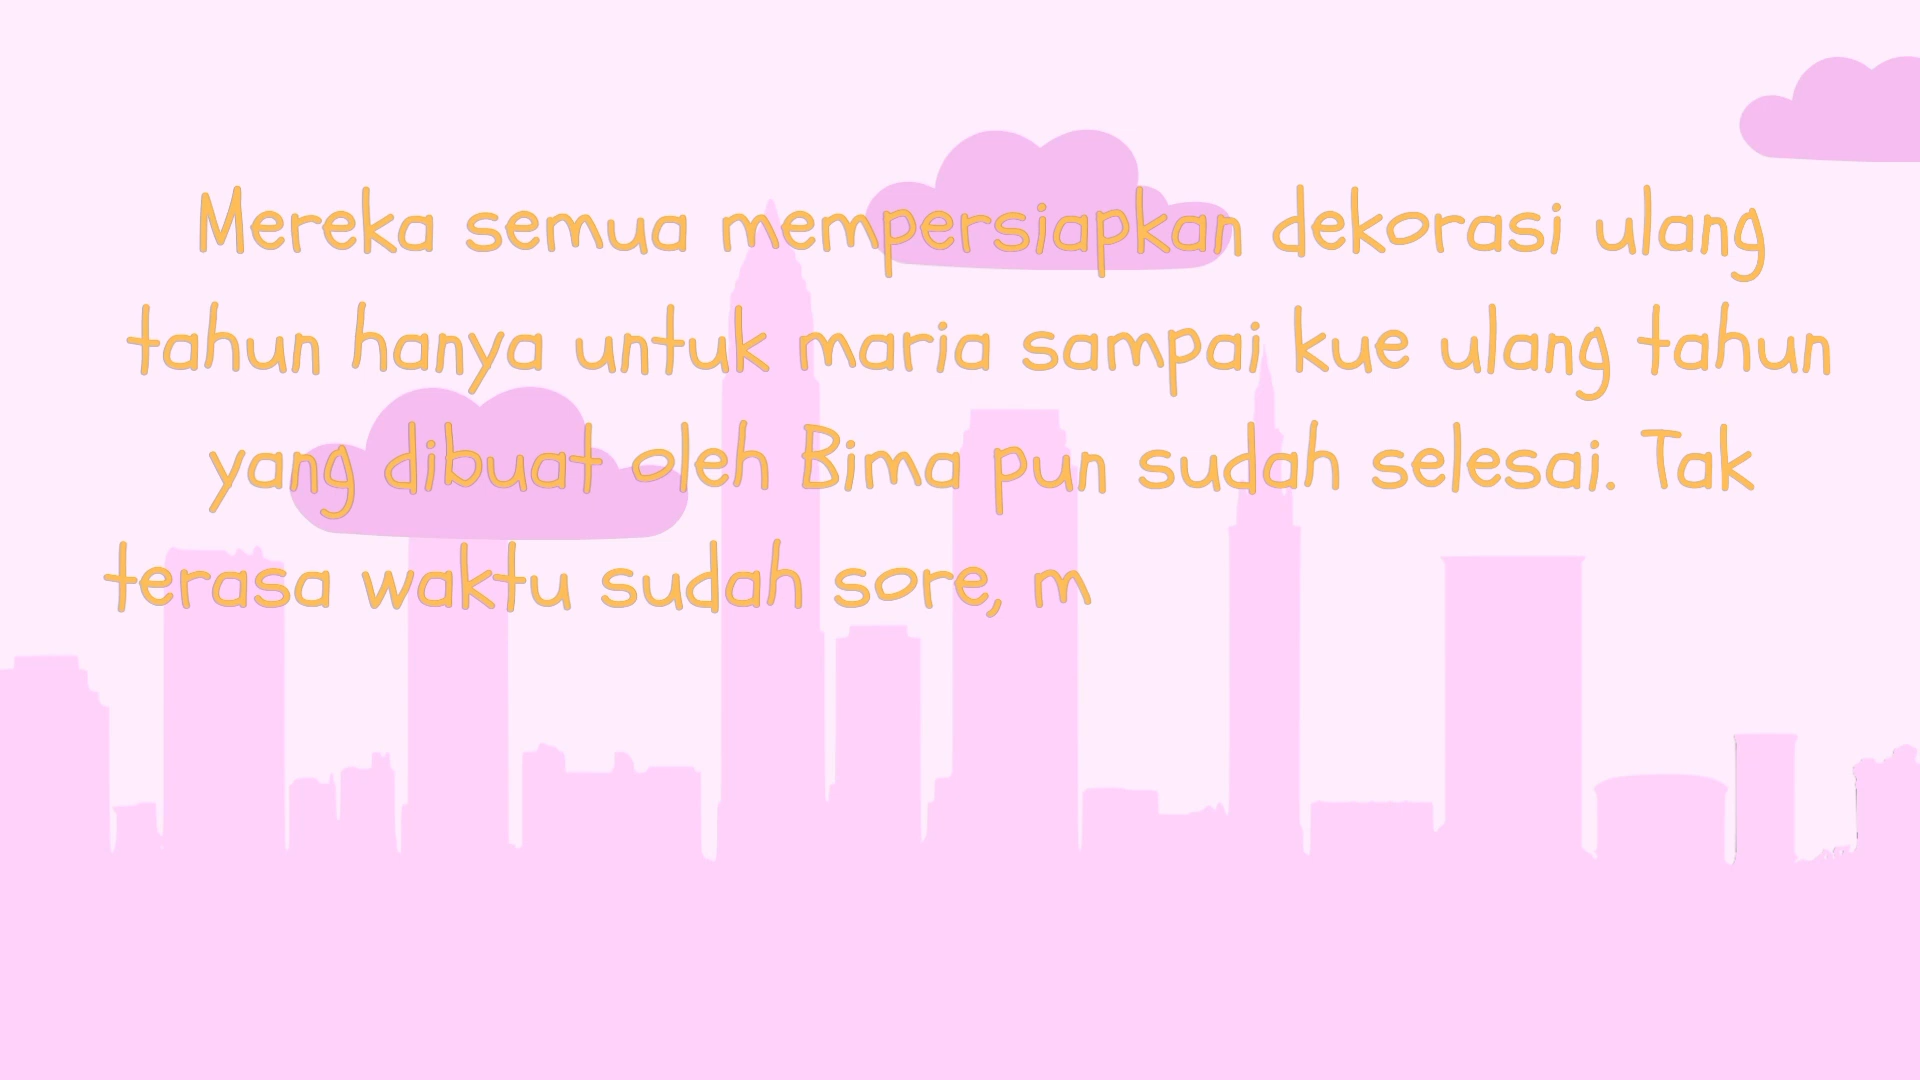 Mereka semua mempersiapkan dekorasi ulang
tahun hanya untuk maria sampai kue ulang tahun
yang dibuat oleh Bima pun sudah selesai. Tak
terasa waktu sudah sore, m